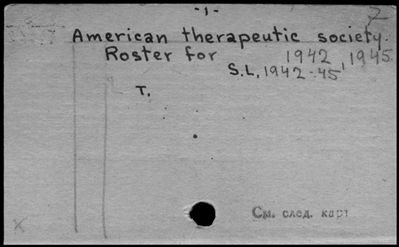 -1-
American therapeutic society.
Roster for 1942, 1945.
S.L, 1942-45
T.
См. след. карт